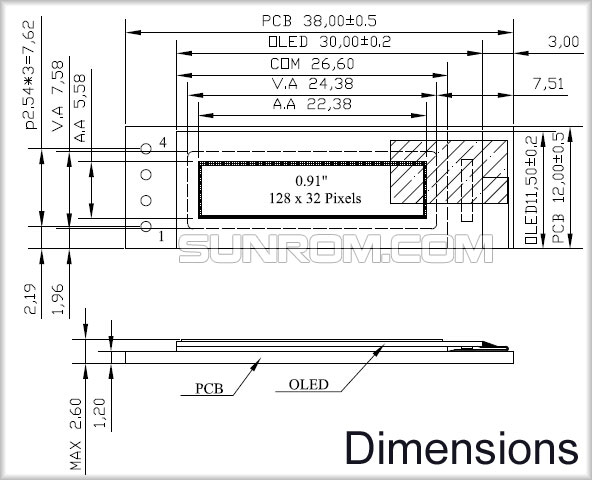 PCB 38,00±0.5
OLED 30,00±0.2
3,00
COM 26,60
V.A 24,38
7,51
A.A 22,38
p2.54*3=7,62
V.A 7,58
A.A 5,58
4
1
0.91"
128 x 32 Pixels
OLED11,50±0.2
PCB 12,00±0.5
SUNROM.COM
2,19
1,96
PCB
OLED
MAX 2.60
1,20
Dimensions